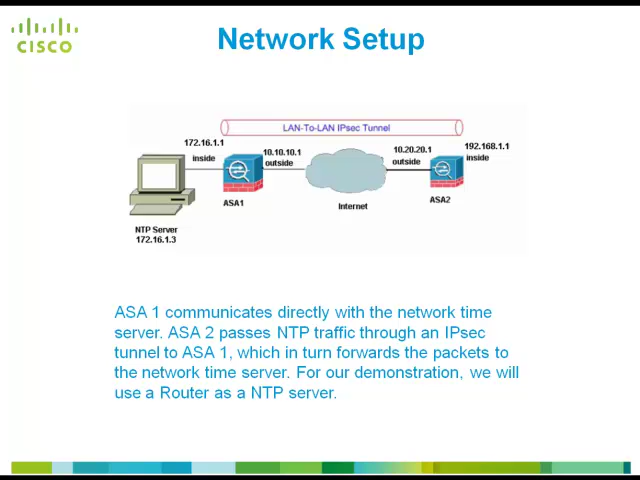 CISCO
Network Setup
LAN-To-LAN IPsec Tunnel
172.16.1.1
inside
10.10.10.1
outside
10.20.20.1
outside
192.168.1.1
inside
ASA1
Internet
ASA2
NTP Server
172.16.1.3
ASA 1 communicates directly with the network time
server. ASA 2 passes NTP traffic through an IPsec
tunnel to ASA 1, which in turn forwards the packets to
the network time server. For our demonstration, we will
use a Router as a NTP server.